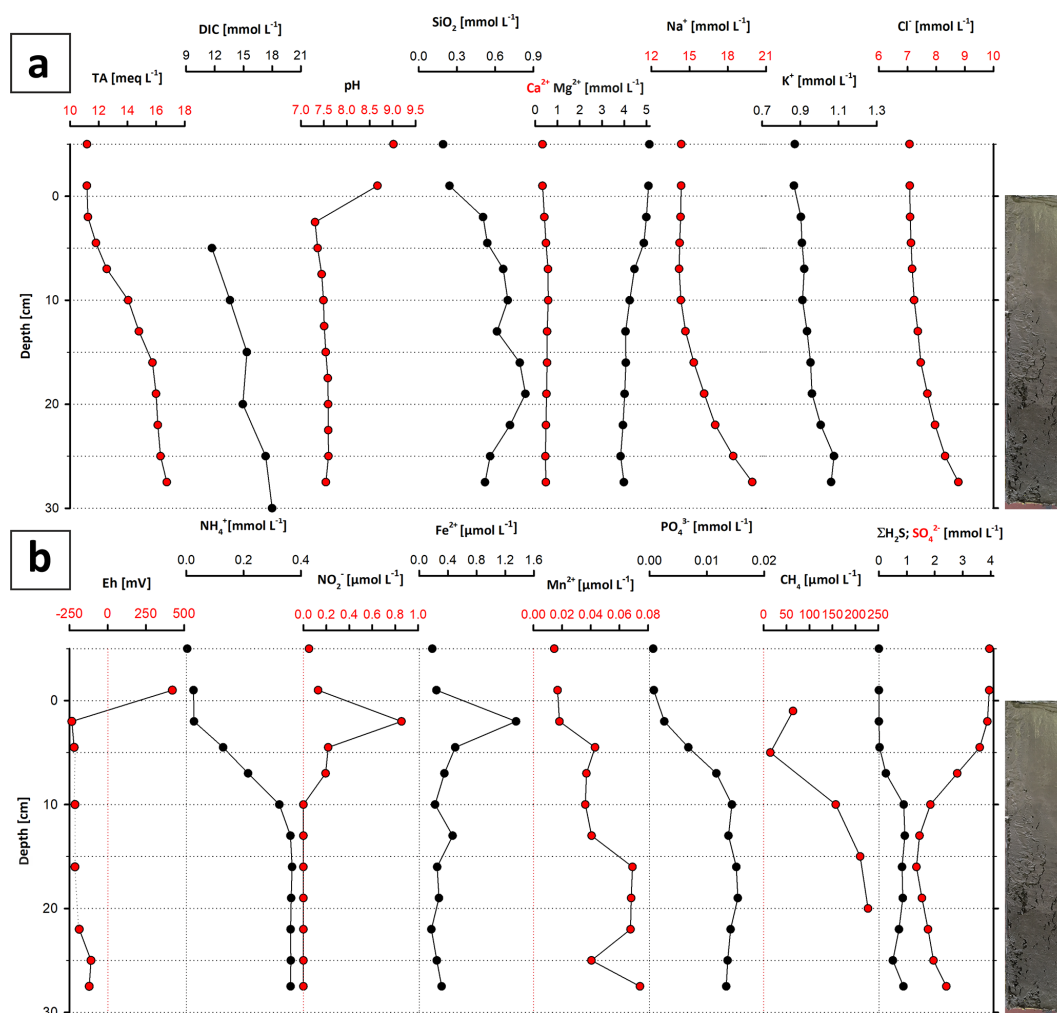 a
DIC [mmol L⁻¹]
9 12 15 18 21
SiO₂ [mmol L⁻¹]
0.0 0.3 0.6 0.9
Na⁺ [mmol L⁻¹]
12 15 18 21
Cl⁻ [mmol L⁻¹]
6 7 8 9 10
TA [meq L⁻¹]
10 12 14 16 18
pH
7.0 7.5 8.0 8.5 9.0 9.5
Ca²⁺ Mg²⁺ [mmol L⁻¹]
0 1 2 3 4 5
K⁺ [mmol L⁻¹]
0.7 0.9 1.1 1.3
Depth [cm]
0
10
20
30
b
NH₄⁺[mmol L⁻¹]
0.0 0.4
Fe²⁺ [µmol L⁻¹]
0.0 0.4 0.8 1.2 1.6
PO₄³⁻ [mmol L⁻¹]
0.00 0.01 0.02
ΣH₂S; SO₄²⁻ [mmol L⁻¹]
0 1 2 3 4
Eh [mV]
-250 0 250 500
NO₂⁻ [µmol L⁻¹]
0.0 0.2 0.4 0.6 0.8 1.0
Mn²⁺ [µmol L⁻¹]
0.00 0.02 0.04 0.06 0.08
CH₄ [µmol L⁻¹]
0 50 100 150 200 250
Depth [cm]
0
10
20
30